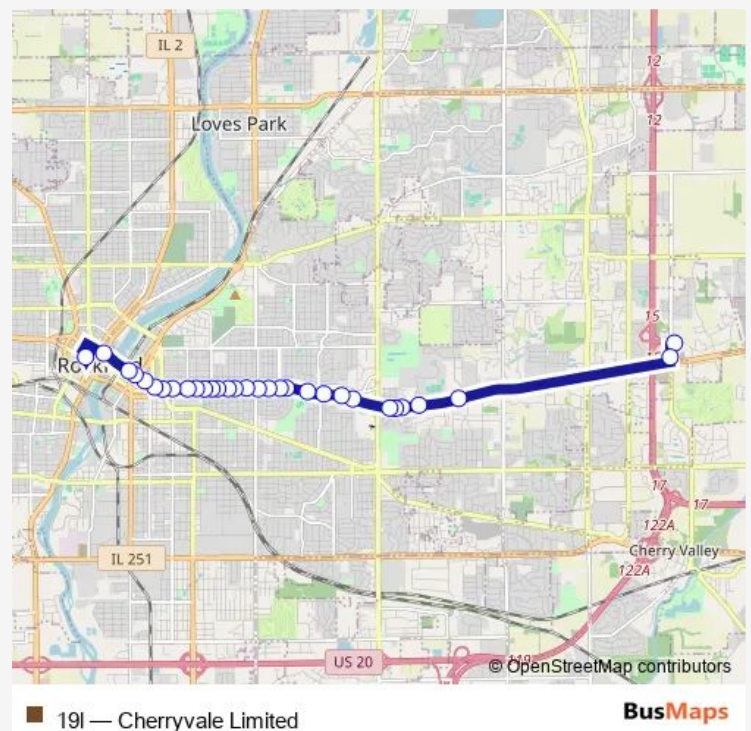 IL 2
12
Loves Park
12
15
15
17
17
122A
Cherry Valley
IL 251
122A
US 20
© OpenStreetMap contributors
19I — Cherryvale Limited
BusMaps